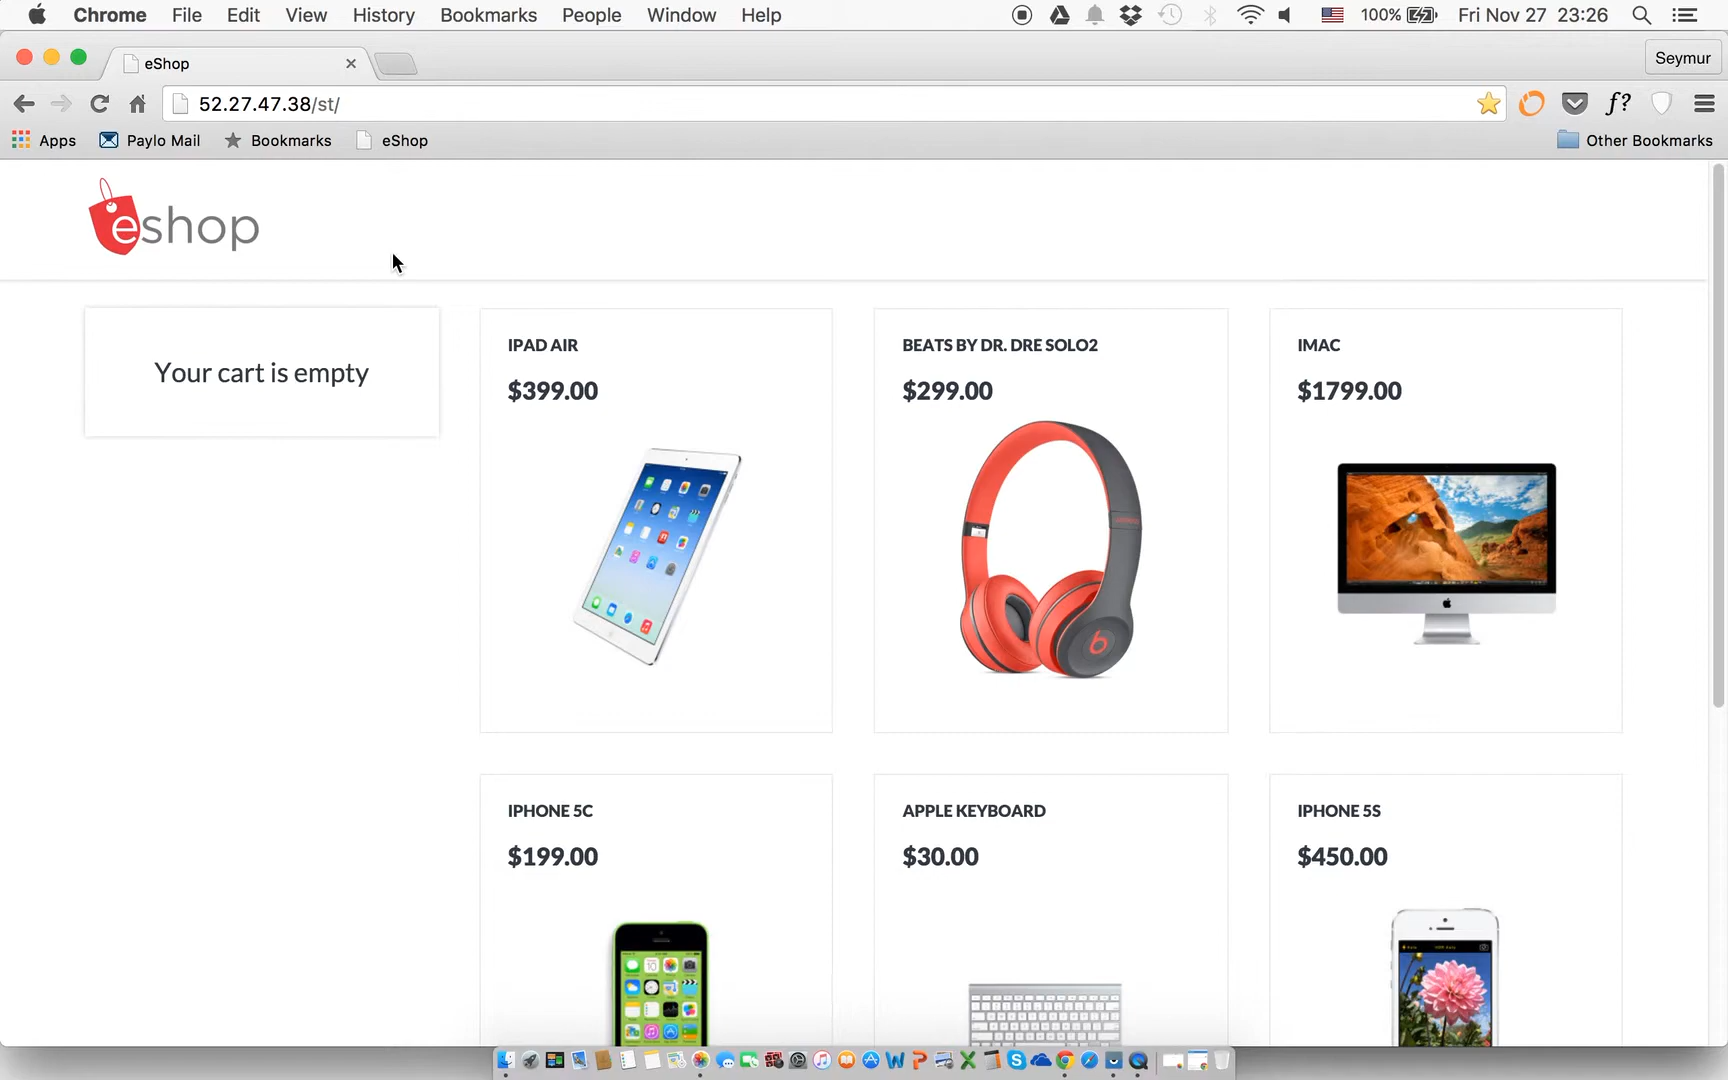 Chrome File Edit View History Bookmarks People Window Help 100% Fri Nov 27 23:26
eShop Seymur
52.27.47.38/st/ f?
Apps Paylo Mail Bookmarks eShop Other Bookmarks
eshop
Your cart is empty
IPAD AIR
$399.00
BEATS BY DR. DRE SOLO2
$299.00
IMAC
$1799.00
IPHONE 5C
$199.00
APPLE KEYBOARD
$30.00
IPHONE 5S
$450.00